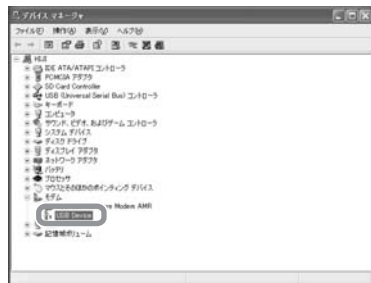 デバイス マネージャ
ファイル(F) 操作(A) 表示(V) ヘルプ(H)
IDE ATA/ATAPI コントローラ
PCMCIA アダプタ
SD Card Controller
USB (Universal Serial Bus) コントローラ
キーボード
コンピュータ
サウンド、ビデオ、およびゲーム コントローラ
システム デバイス
ディスク ドライブ
ディスプレイ アダプタ
ネットワーク アダプタ
バッテリ
プロセッサ
マウスとそのほかのポインティング デバイス
モデム
Modem AMR
USB Device
記憶域ボリューム